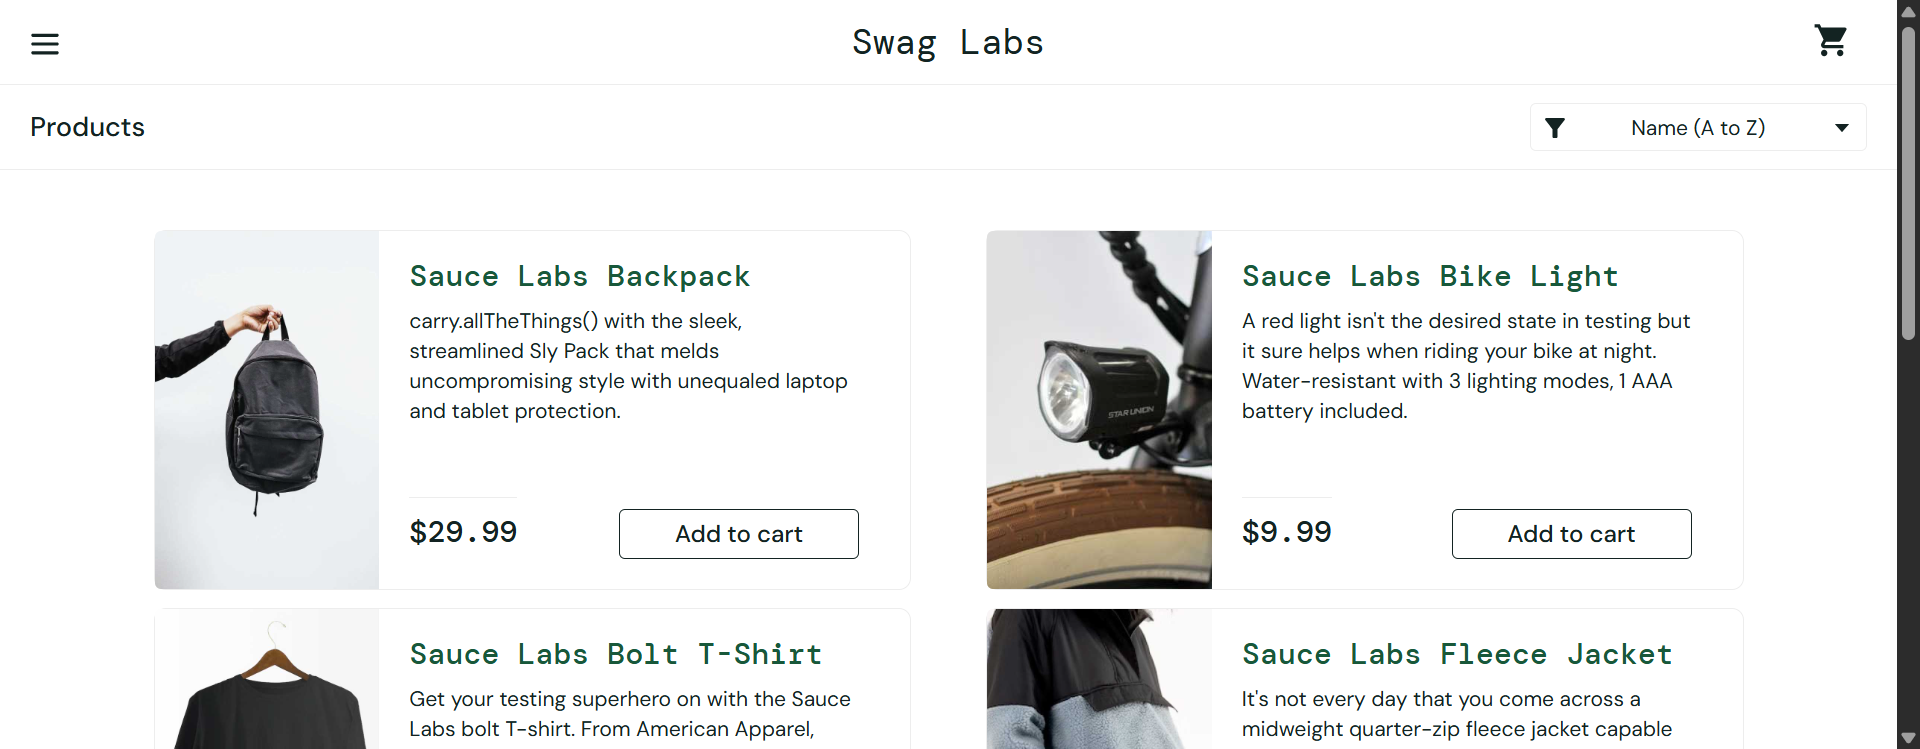 Swag Labs
Products
Name (A to Z)
Sauce Labs Backpack
carry.allTheThings() with the sleek,
streamlined Sly Pack that melds
uncompromising style with unequaled laptop
and tablet protection.
$29.99
Add to cart
Sauce Labs Bike Light
A red light isn't the desired state in testing but
it sure helps when riding your bike at night.
Water-resistant with 3 lighting modes, 1 AAA
battery included.
STAR UNION
$9.99
Add to cart
Sauce Labs Bolt T-Shirt
Get your testing superhero on with the Sauce
Labs bolt T-shirt. From American Apparel,
Sauce Labs Fleece Jacket
It's not every day that you come across a
midweight quarter-zip fleece jacket capable